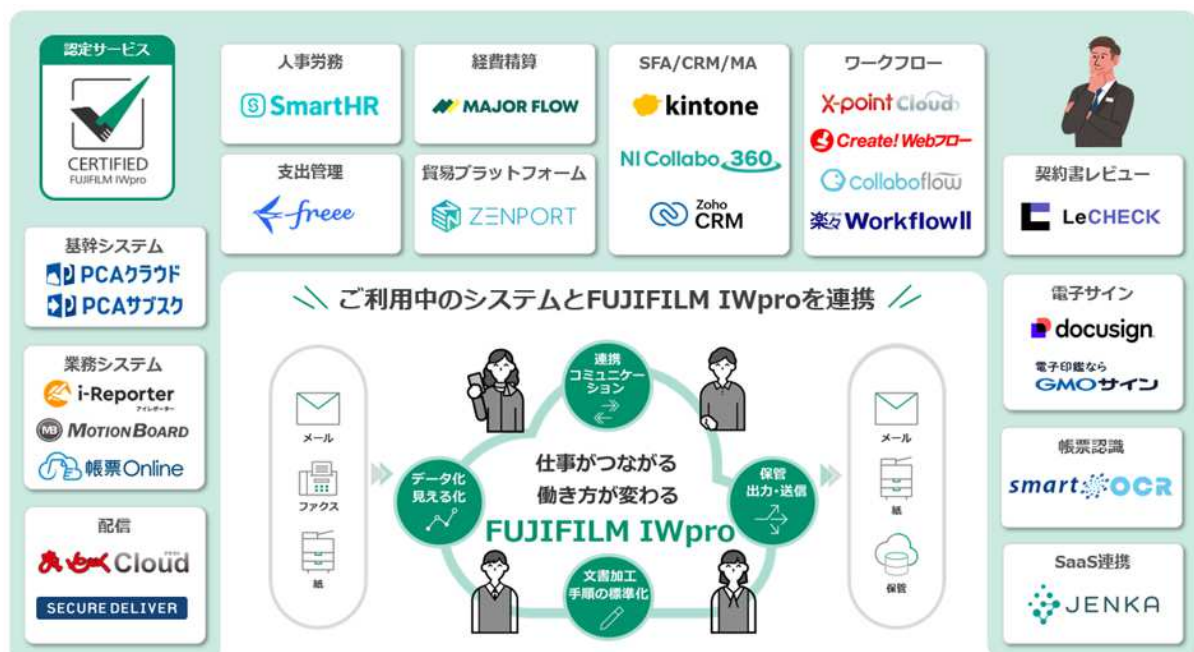 認定サービス
CERTIFIED
FUJIFILM IWpro
人事労務
SmartHR
経費精算
MAJOR FLOW
SFA/CRM/MA
kintone
NI Collabo 360
Zoho
CRM
ワークフロー
X-point Cloud
Create!Webフロー
Collaboflow
楽々WorkflowII
支出管理
freee
貿易プラットフォーム
ZENPORT
契約書レビュー
LeCHECK
基幹システム
PCAクラウド
PCAサブスク
業務システム
i-Reporter
アイレポーター
MB MOTIONBOARD
帳票Online
配信
Cloud
SECURE DELIVER
ご利用中のシステムとFUJIFILM IWproを連携
メール
ファクス
紙
連携
コミュニケー
ション
データ化
見える化
仕事がつながる
働き方が変わる
FUJIFILM IWpro
保管
出力・送信
文書加工
手順の標準化
メール
紙
保管
電子サイン
docusign
電子印鑑なら
GMOサイン
帳票認識
smart OCR
SaaS連携
JENKA